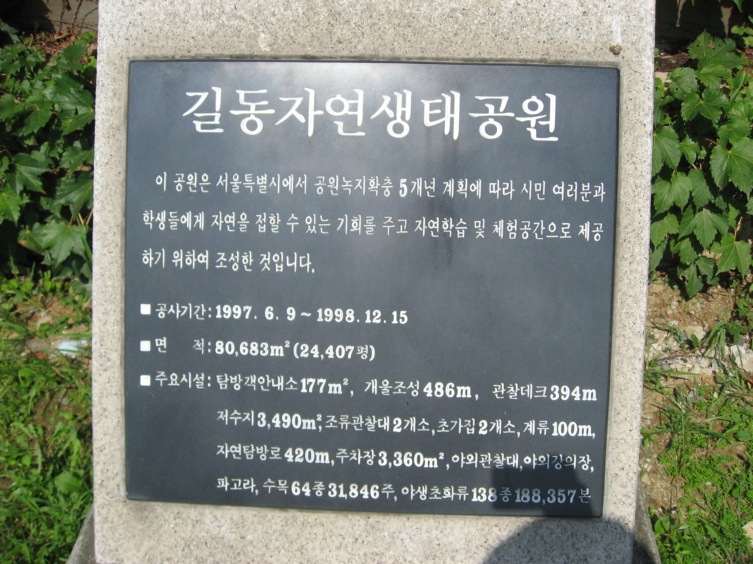 길동자연생태공원
이 공원은 서울특별시에서 공원녹지확충 5개년 계획에 따라 시민 여러분과
학생들에게 자연을 접할 수 있는 기회를 주고 자연학습 및 체험공간으로 제공
하기 위하여 조성한 것입니다.
■ 공사기간: 1997. 6. 9 ~ 1998. 12. 15
■ 면 적: 80,683m² (24,407평)
■ 주요시설: 탐방객안내소 177m², 개울조성 486m, 관찰데크 394m
저수지 3,490m², 조류관찰대 2개소, 초가집 2개소, 계류 100m,
자연탐방로 420m, 주차장 3,360m², 야외관찰대, 야외강의장,
파고라, 수목 64종 31,846주, 야생초화류 138종 188,357본